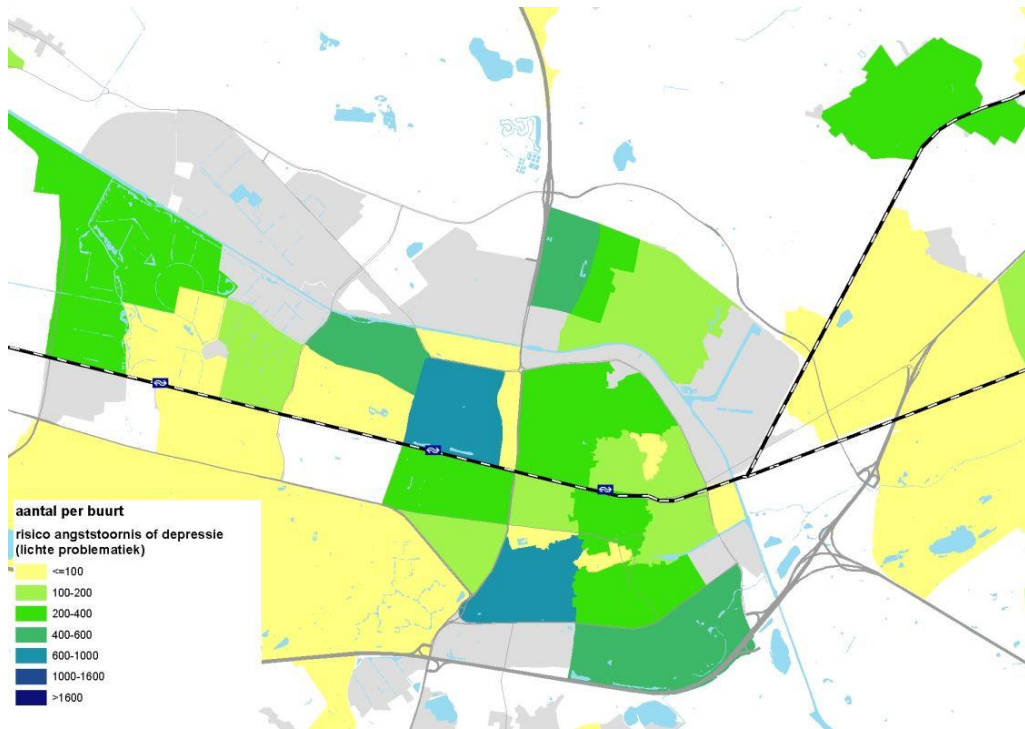 aantal per buurt
risico angststoornis of depressie
(lichte problematiek)
<=100
100-200
200-400
400-600
600-1000
1000-1600
>1600